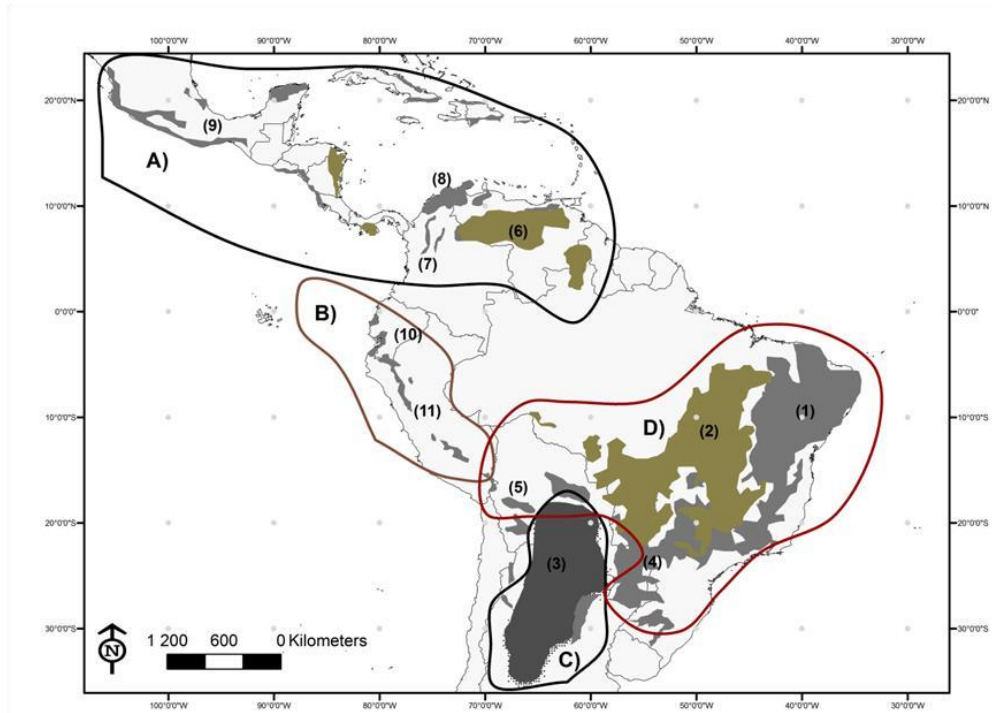 100°0'0"W 90°0'0"W 80°0'0"W 70°0'0"W 60°0'0"W 50°0'0"W 40°0'0"W 30°0'0"W
20°0'0"N 20°0'0"N
(9)
A)
(8)
10°0'0"N 10°0'0"N
(6)
(7)
0°0'0" 0°0'0"
B)
(10)
(11)
(1)
10°0'0"S 10°0'0"S
D) (2)
(5)
20°0'0"S 20°0'0"S
(3) (4)
30°0'0"S 30°0'0"S
N
1 200 600 0 Kilometers
C)
100°0'0"W 90°0'0"W 80°0'0"W 70°0'0"W 60°0'0"W 50°0'0"W 40°0'0"W 30°0'0"W